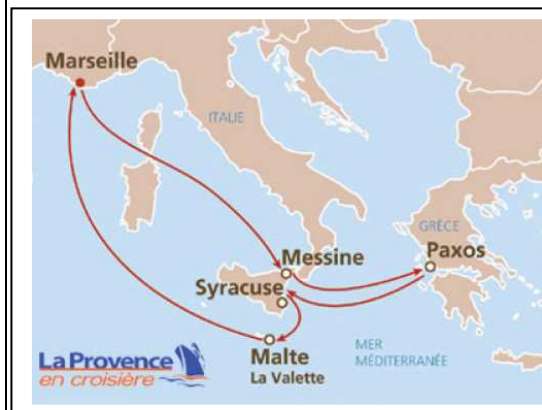 Marseille
ITALIE
GRÈCE
Messine
Paxos
Syracuse
Malte
La Valette
MER
MÉDITERRANÉE
La Provence
en croisière